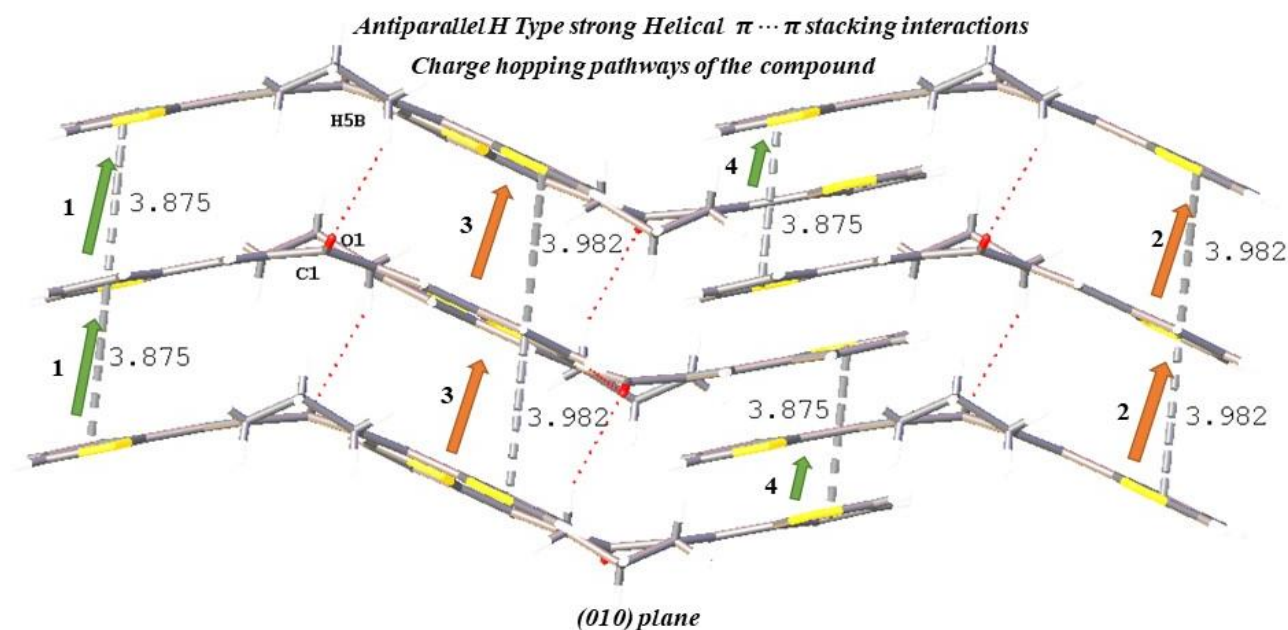 Antiparallel H Type strong Helical π ··· π stacking interactions
Charge hopping pathways of the compound
H5B
1
3.875
3
3.982
4
3.875
2
3.982
O1
C1
1
3.875
3
3.982
3.875
4
2
3.982
(010) plane